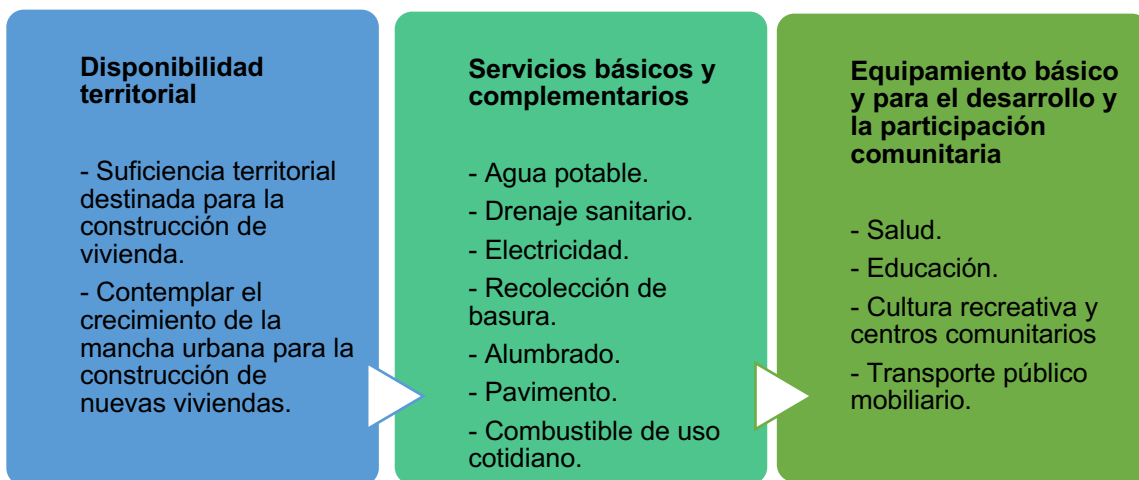 Disponibilidad
territorial
- Suficiencia territorial
destinada para la
construcción de
vivienda.
- Contemplar el
crecimiento de la
mancha urbana para la
construcción de
nuevas viviendas.
Servicios básicos y
complementarios
- Agua potable.
- Drenaje sanitario.
- Electricidad.
- Recolección de
basura.
- Alumbrado.
- Pavimento.
- Combustible de uso
cotidiano.
Equipamiento básico
y para el desarrollo y
la participación
comunitaria
- Salud.
- Educación.
- Cultura recreativa y
centros comunitarios
- Transporte público
mobiliario.